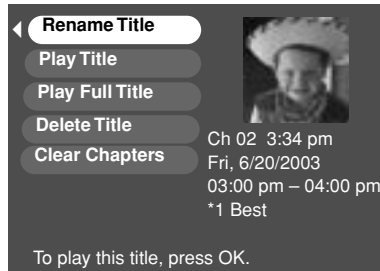 Rename Title
Play Title
Play Full Title
Delete Title
Clear Chapters
Ch 02 3:34 pm
Fri, 6/20/2003
03:00 pm – 04:00 pm
*1 Best
To play this title, press OK.